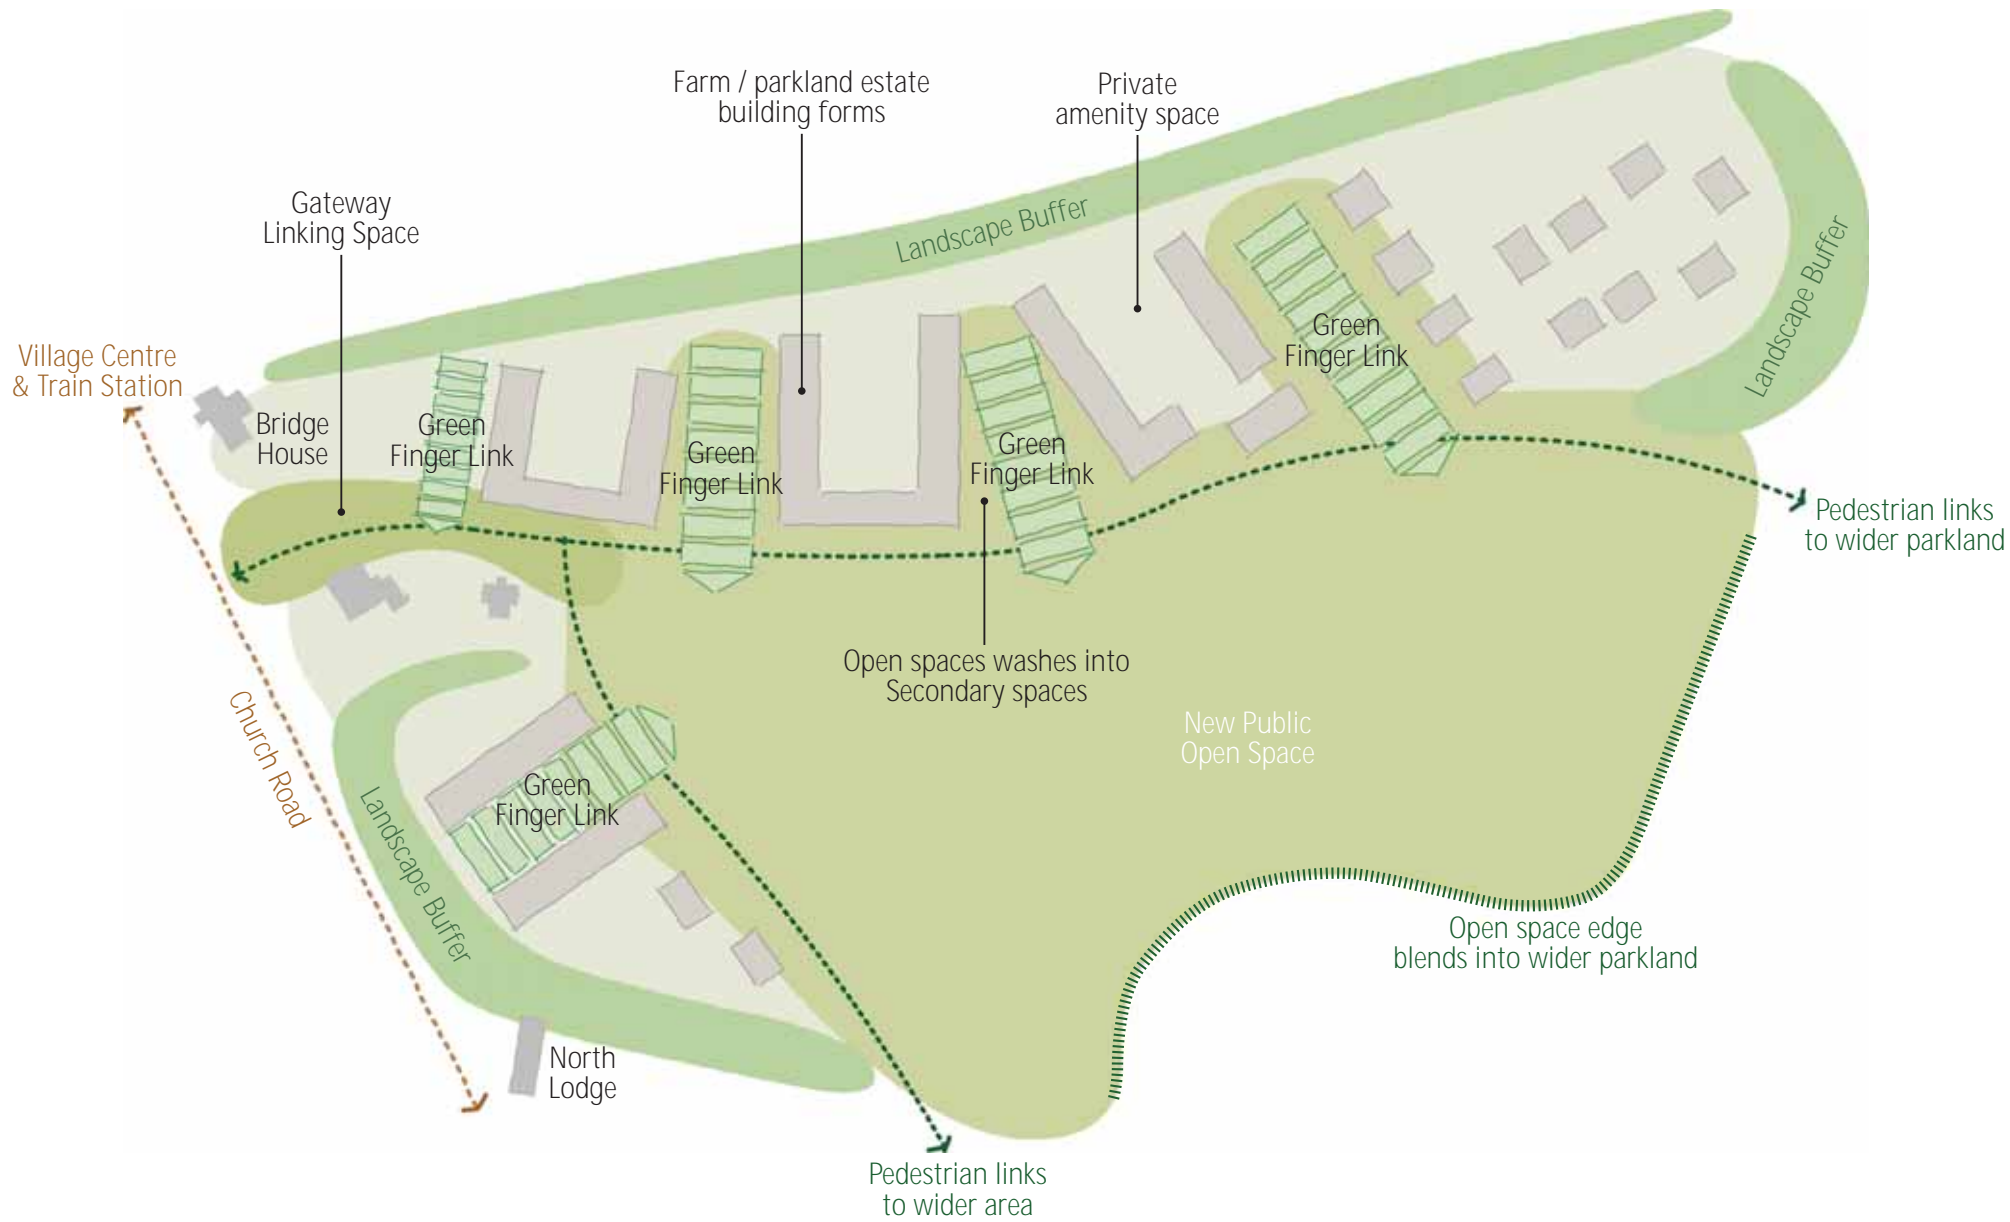 Farm / parkland estate
building forms
Private
amenity space
Gateway
Linking Space
Landscape Buffer
Landscape Buffer
Village Centre
& Train Station
Bridge
House
Green
Finger Link
Green
Finger Link
Green
Finger Link
Green
Finger Link
Pedestrian links
to wider parkland
Open spaces washes into
Secondary spaces
New Public
Open Space
Church Road
Green
Finger Link
Landscape Buffer
Open space edge
blends into wider parkland
North
Lodge
Pedestrian links
to wider area